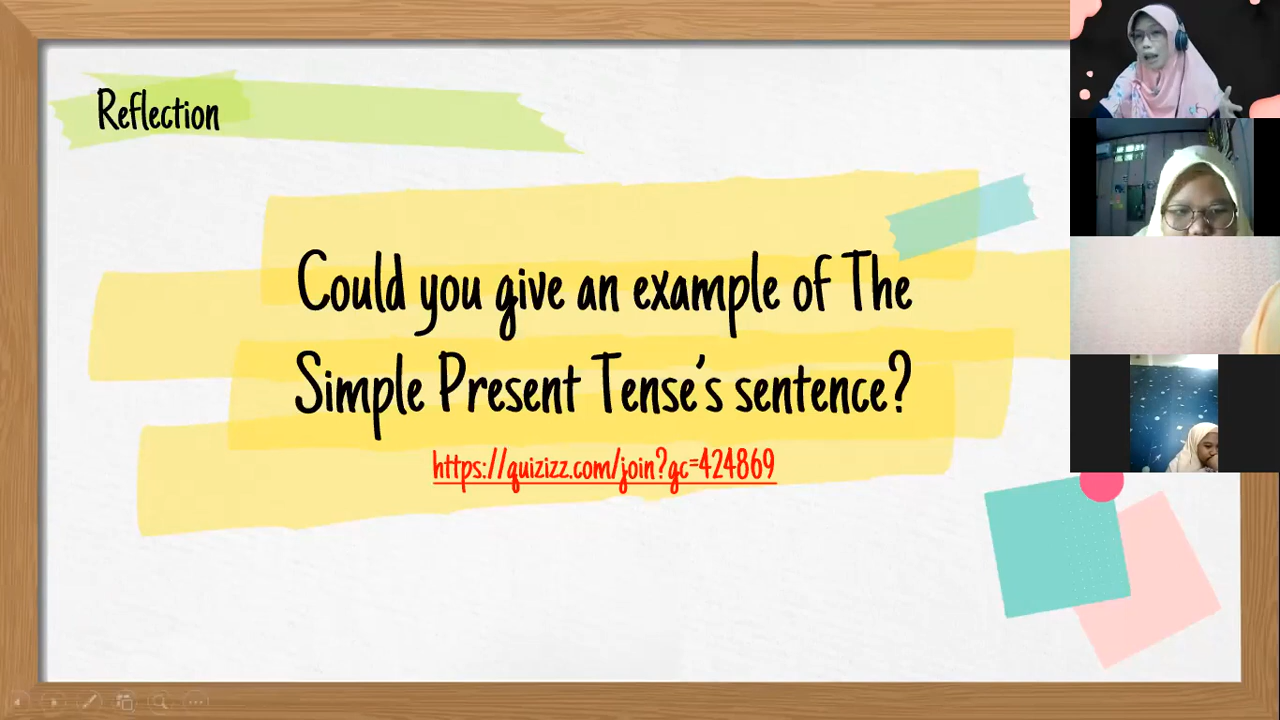 Reflection
Could you give an example of The
Simple Present Tense's sentence?
https://quizizz.com/join?gc=424869